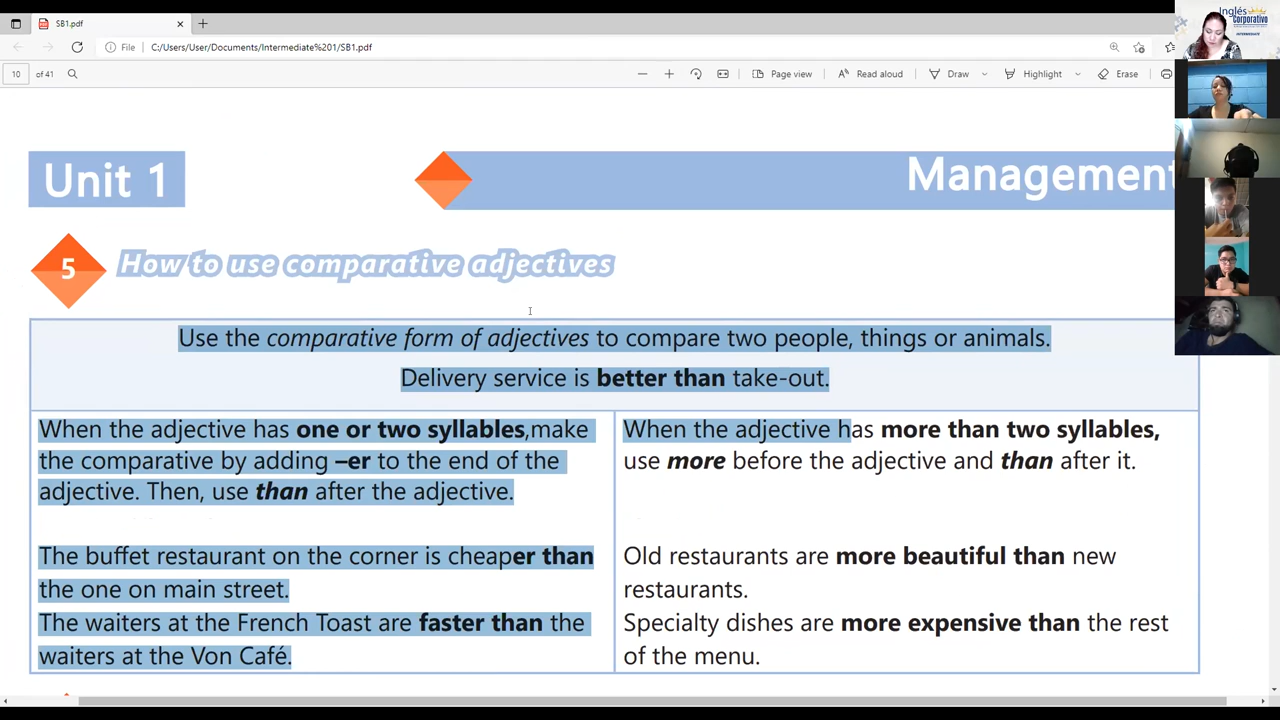 SB1.pdf
File
C:/Users/User/Documents/Intermediate%201/SB1.pdf
10 of 41
Page view
Read aloud
Draw
Highlight
Erase
Inglés
Corporativo
INTERMEDIATE
Unit 1
Management
5
How to use comparative adjectives
Use the comparative form of adjectives to compare two people, things or animals.
Delivery service is better than take-out.
When the adjective has one or two syllables,make
the comparative by adding –er to the end of the
adjective. Then, use than after the adjective.
The buffet restaurant on the corner is cheaper than
the one on main street.
The waiters at the French Toast are faster than the
waiters at the Von Café.
When the adjective has more than two syllables,
use more before the adjective and than after it.
Old restaurants are more beautiful than new
restaurants.
Specialty dishes are more expensive than the rest
of the menu.